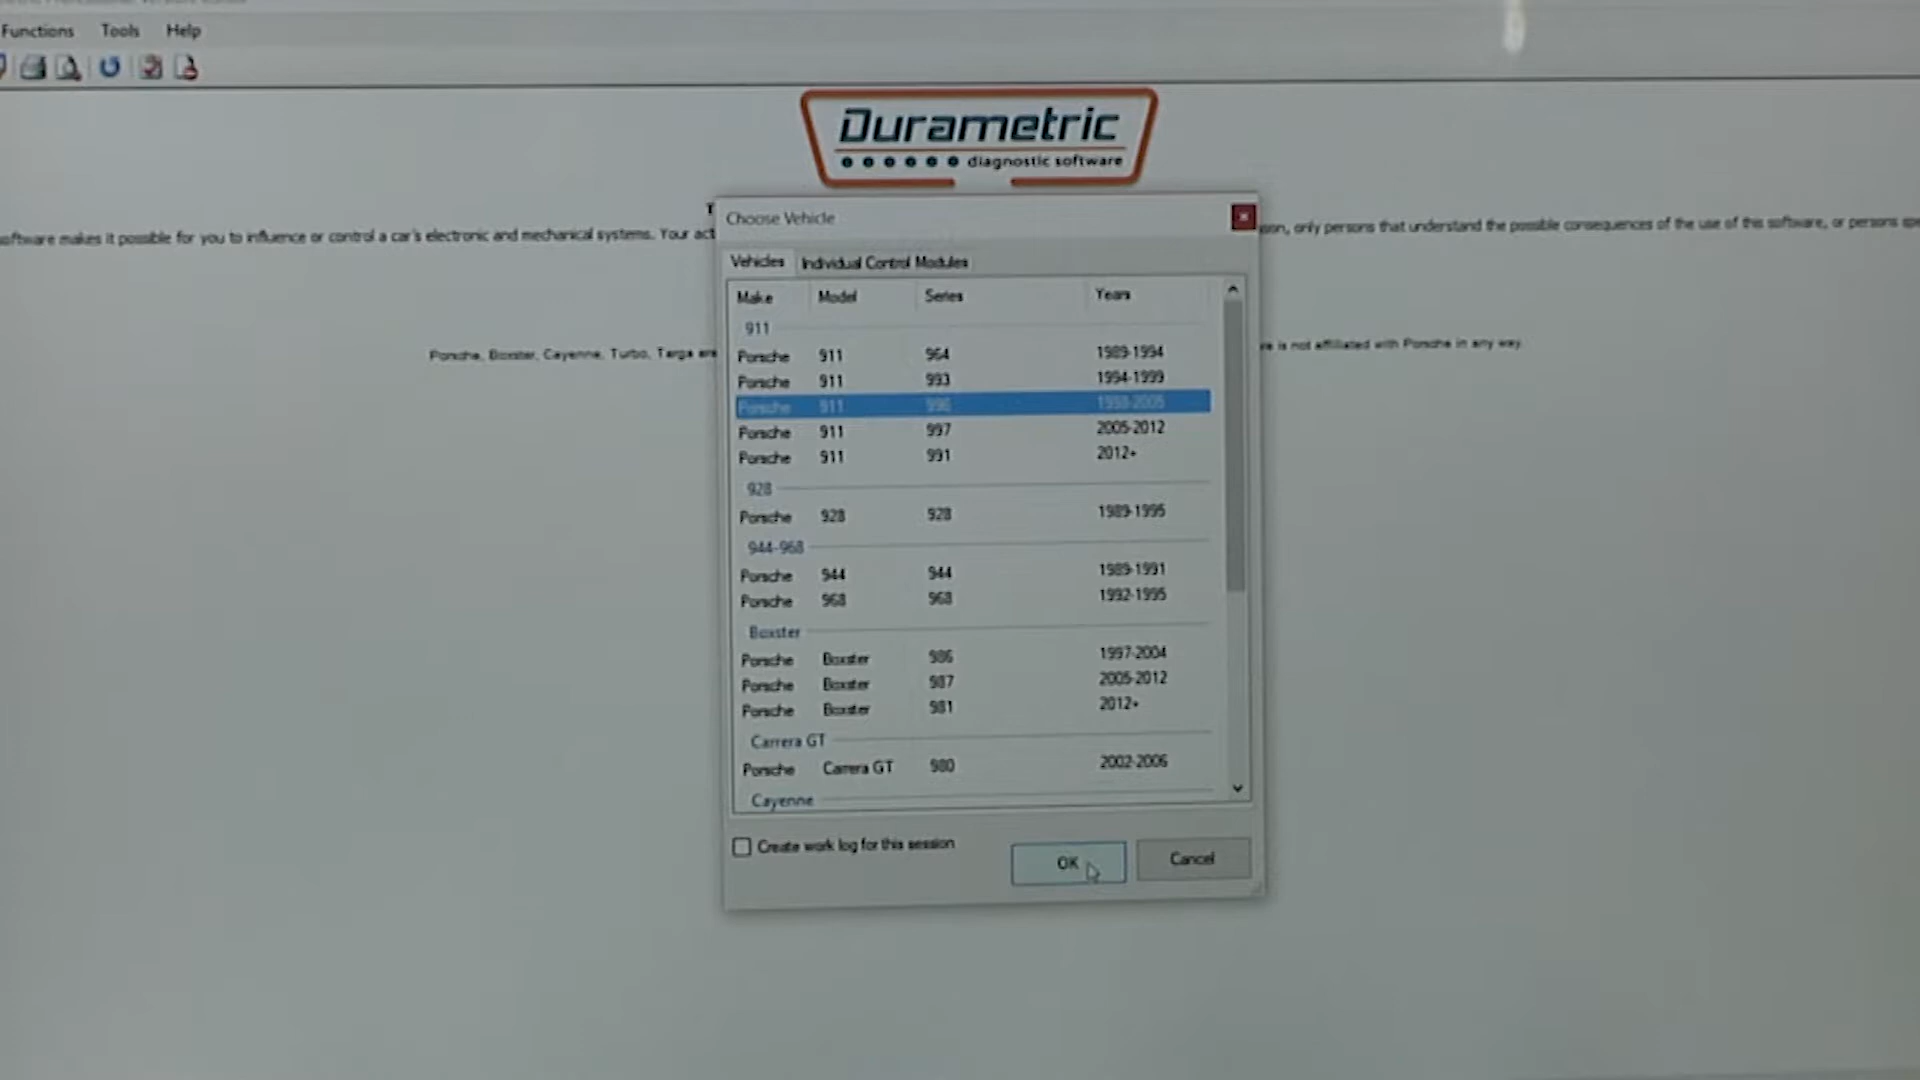 Functions Tools Help
Durametric
diagnostic software
Choose Vehicle
software makes it possible for you to influence or control a car's electronic and mechanical systems. Your act
son, only persons that understand the possible consequences of the use of this software, or persons spe
Vehicles Individual Control Modules
Make Model Series Years
911
Porsche, Boxster, Cayenne, Turbo, Targa are
re is not affiliated with Porsche in any way.
Porsche 911 964 1989-1994
Porsche 911 993 1994-1999
Porsche 911 996 1998-2005
Porsche 911 997 2005-2012
Porsche 911 991 2012+
928
Porsche 928 928 1989-1995
944-968
Porsche 944 944 1989-1991
Porsche 968 968 1992-1995
Boxster
Porsche Boxster 986 1997-2004
Porsche Boxster 987 2005-2012
Porsche Boxster 981 2012+
Carrera GT
Porsche Carrera GT 980 2002-2006
Cayenne
Create work log for this session
OK Cancel